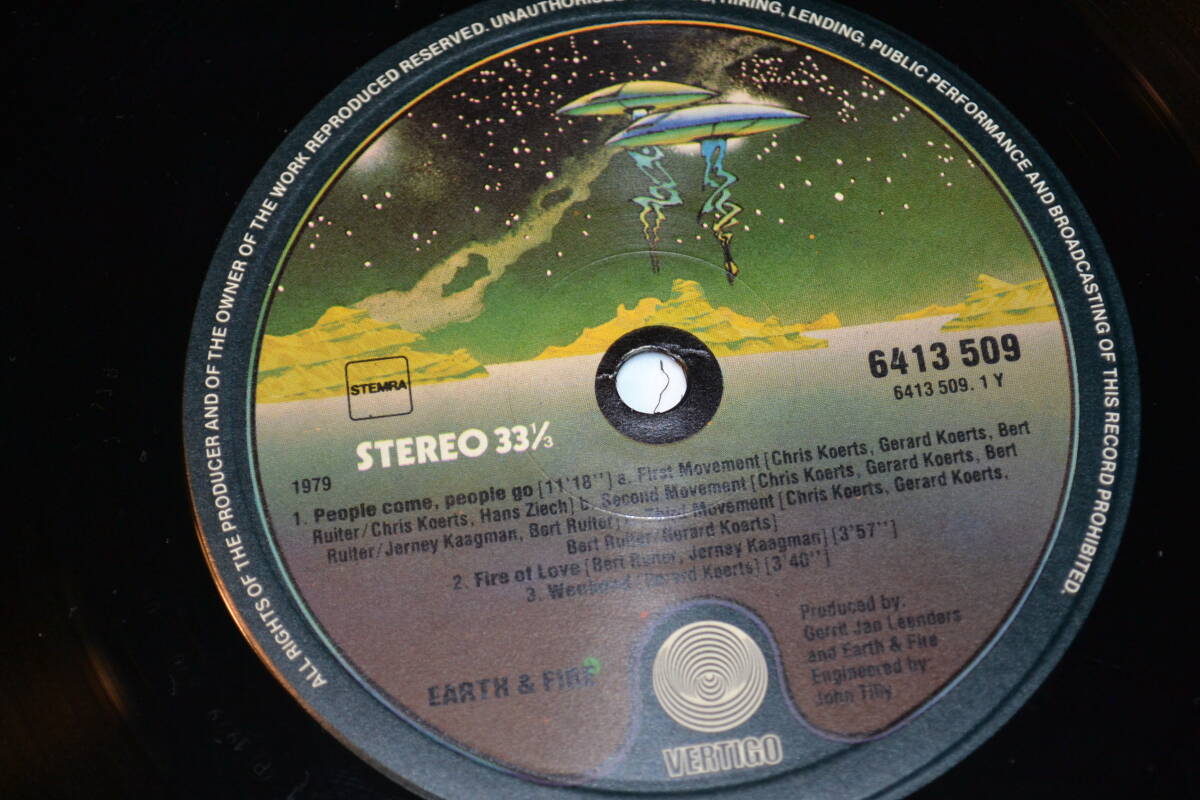 ALL RIGHTS OF THE PRODUCER AND OF THE OWNER OF THE WORK REPRODUCED RESERVED. UNAUTHORISED HIRING, LENDING, PUBLIC PERFORMANCE AND BROADCASTING OF THIS RECORD PROHIBITED.
STEMRA
6413 509
6413 509. 1 Y
STEREO 33⅓
1979
1. People come, people go [11'18"] a. First Movement [Chris Koerts, Gerard Koerts, Bert
Ruiter/Chris Koerts, Hans Ziech] b. Second Movement [Chris Koerts, Gerard Koerts, Bert
Ruiter/Jerney Kaagman, Bert Ruiter] Third Movement [Chris Koerts, Gerard Koerts,
Bert Ruiter/Gerard Koerts]
2. Fire of Love [Bert Ruiter, Jerney Kaagman] [3'57"]
3. Weekend [Gerard Koerts] [3'40"]
Produced by:
Gerrit Jan Leenders
and Earth & Fire
Engineered by:
John Tilly
EARTH & FIRE
VERTIGO